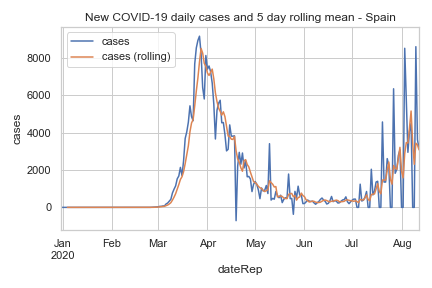 New COVID-19 daily cases and 5 day rolling mean - Spain
cases
cases (rolling)
8000
6000
4000
2000
0
cases
Jan Feb Mar Apr May Jun Jul Aug
2020
dateRep